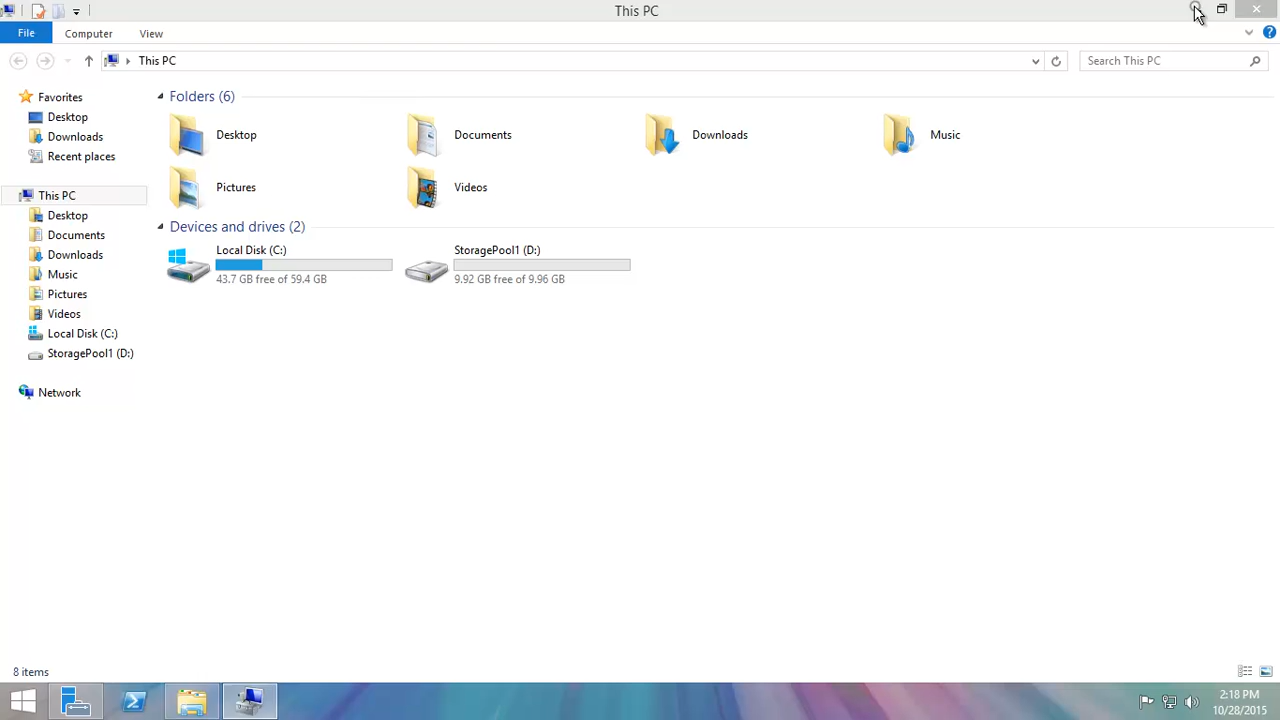 This PC
File
Computer
View
This PC
Search This PC
Favorites
Desktop
Downloads
Recent places
This PC
Desktop
Documents
Downloads
Music
Pictures
Videos
Local Disk (C:)
StoragePool1 (D:)
Network
Folders (6)
Desktop
Documents
Downloads
Music
Pictures
Videos
Devices and drives (2)
Local Disk (C:)
43.7 GB free of 59.4 GB
StoragePool1 (D:)
9.92 GB free of 9.96 GB
8 items
2:18 PM
10/28/2015